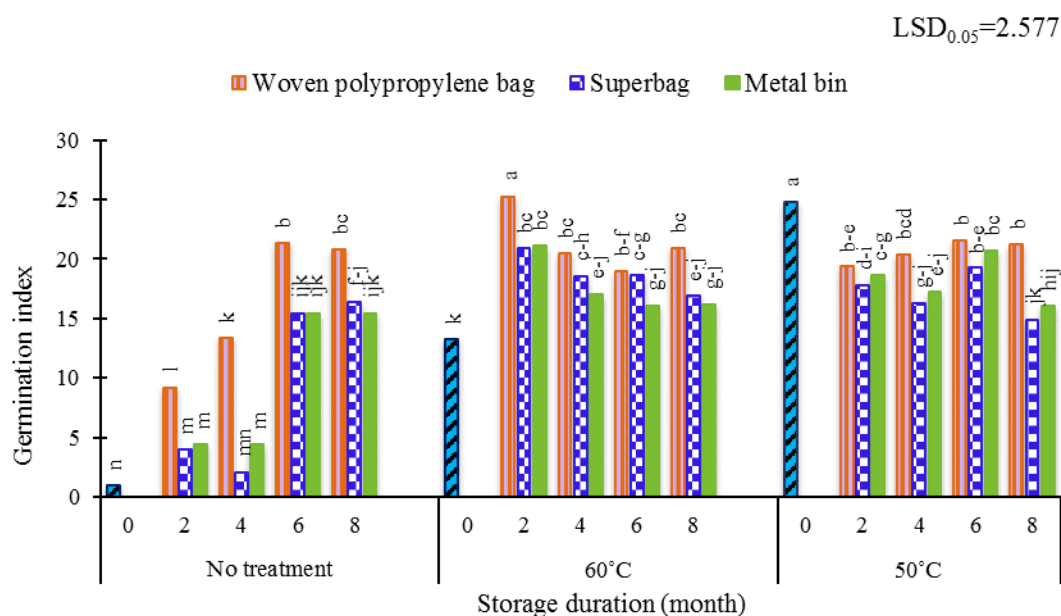 LSD0.05=2.577
Woven polypropylene bag Superbag Metal bin
Germination index
30
25
20
15
10
5
0
n l m m k mn m b ijk ijk bc f-j ijk
k a bc bc bc c-h e-j b-f c-g g-j bc e-j g-j
a b-e d-i c-g bcd g-j e-j b b-e bc b jk hij
0 2 4 6 8 0 2 4 6 8 0 2 4 6 8
No treatment 60°C 50°C
Storage duration (month)